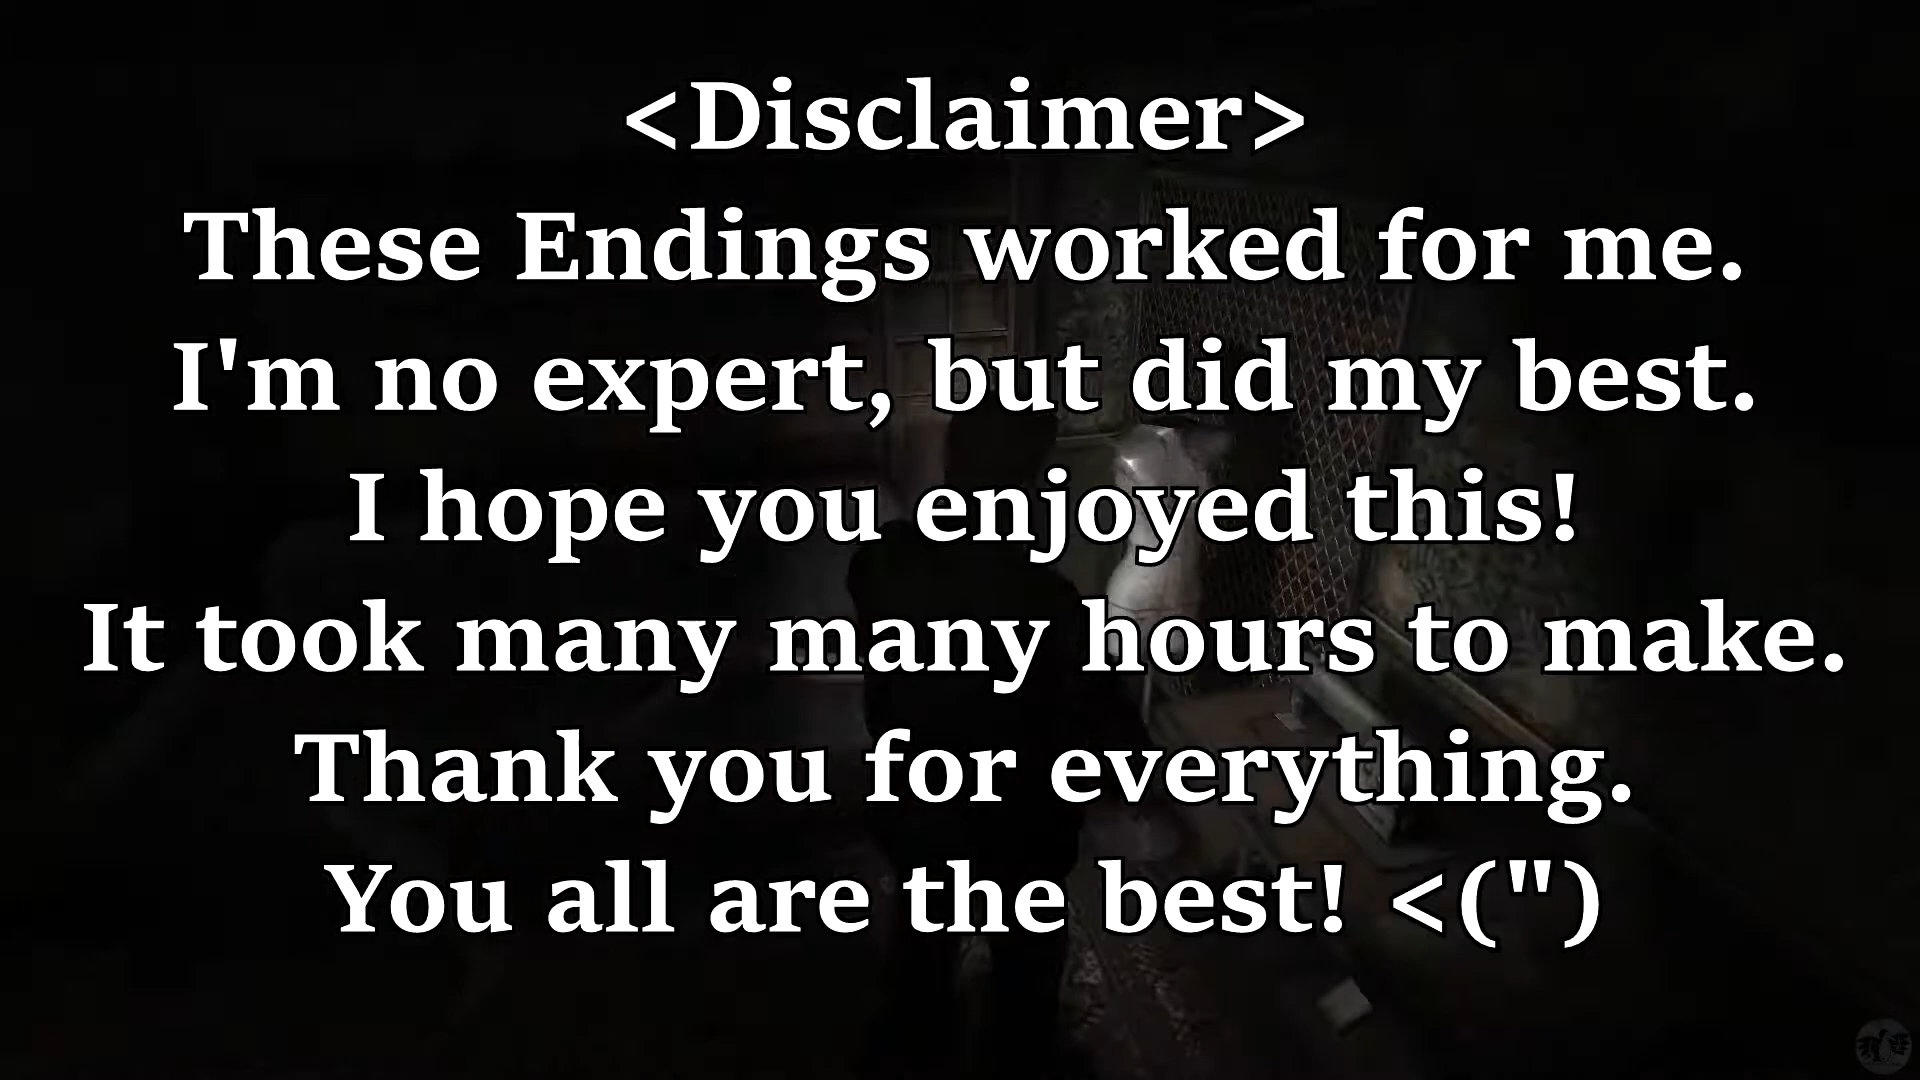 <Disclaimer>
These Endings worked for me.
I'm no expert, but did my best.
I hope you enjoyed this!
It took many many hours to make.
Thank you for everything.
You all are the best! <(")